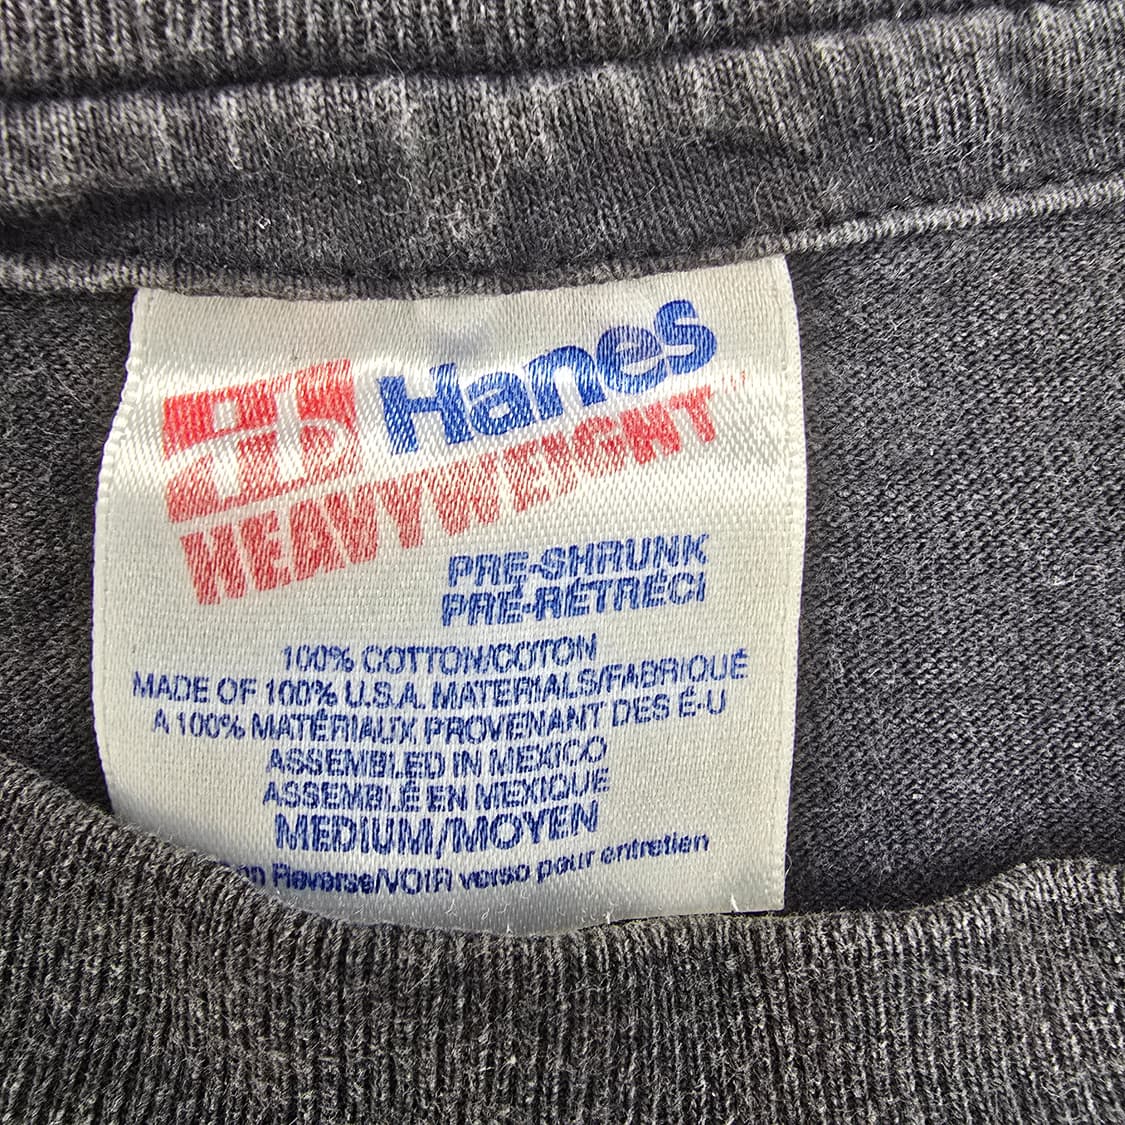 Hanes
HEAVYWEIGHT
PRE-SHRUNK
PRÉ-RÉTRÉCI
100% COTTON/COTON
MADE OF 100% U.S.A. MATERIALS/FABRIQUÉ
A 100% MATÉRIAUX PROVENANT DES É-U
ASSEMBLED IN MEXICO
ASSEMBLÉ EN MEXIQUE
MEDIUM/MOYEN
on Reverse/VOIR verso pour entretien